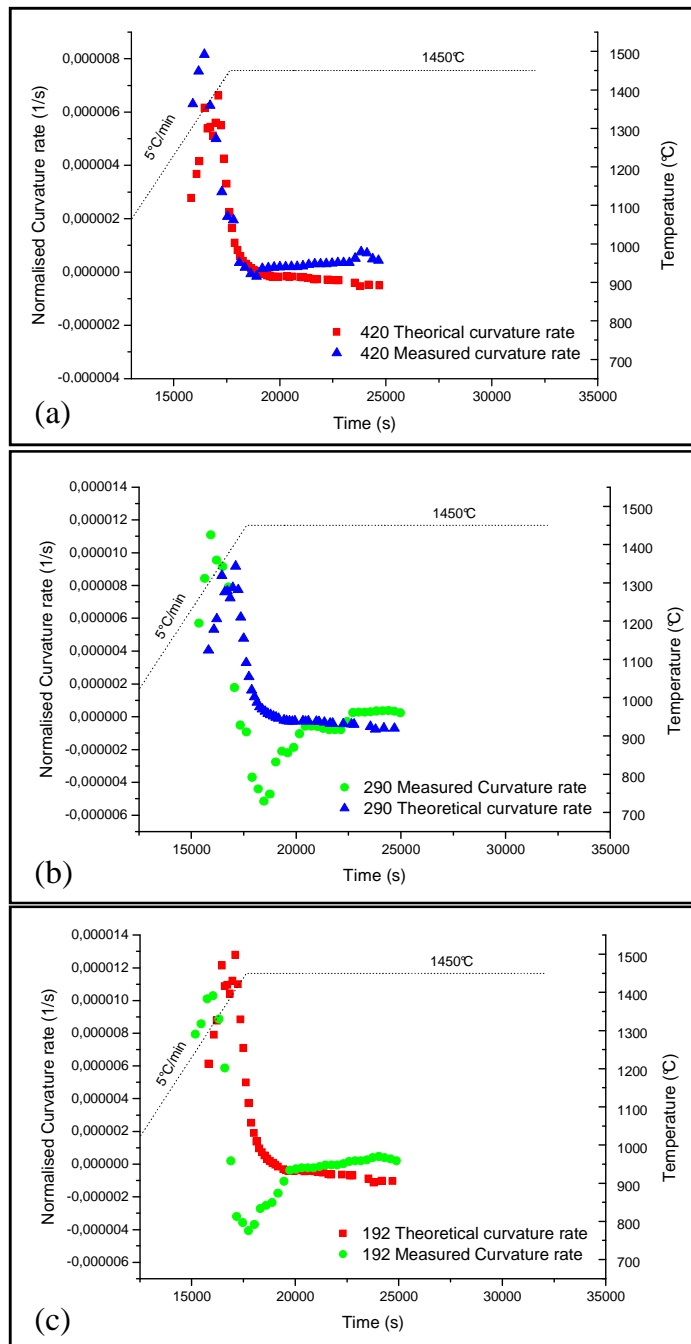 0,000008
0,000006
0,000004
0,000002
0,000000
-0,000002
-0,000004
Normalised Curvature rate (1/s)
5°C/min
1450°C
1500
1400
1300
1200
1100
1000
900
800
700
Temperature (°C)
420 Theorical curvature rate
420 Measured curvature rate
15000 20000 25000 30000 35000
Time (s)
(a)
0,000014
0,000012
0,000010
0,000008
0,000006
0,000004
0,000002
0,000000
-0,000002
-0,000004
-0,000006
Normalised Curvature rate (1/s)
5°C/min
1450°C
1500
1400
1300
1200
1100
1000
900
800
700
Temperature (°C)
290 Measured Curvature rate
290 Theoretical curvature rate
15000 20000 25000 30000 35000
Time (s)
(b)
0,000014
0,000012
0,000010
0,000008
0,000006
0,000004
0,000002
0,000000
-0,000002
-0,000004
-0,000006
Normalised Curvature rate (1/s)
5°C/min
1450°C
1500
1400
1300
1200
1100
1000
900
800
700
Temperature (°C)
192 Theoretical curvature rate
192 Measured Curvature rate
15000 20000 25000 30000 35000
Time (s)
(c)